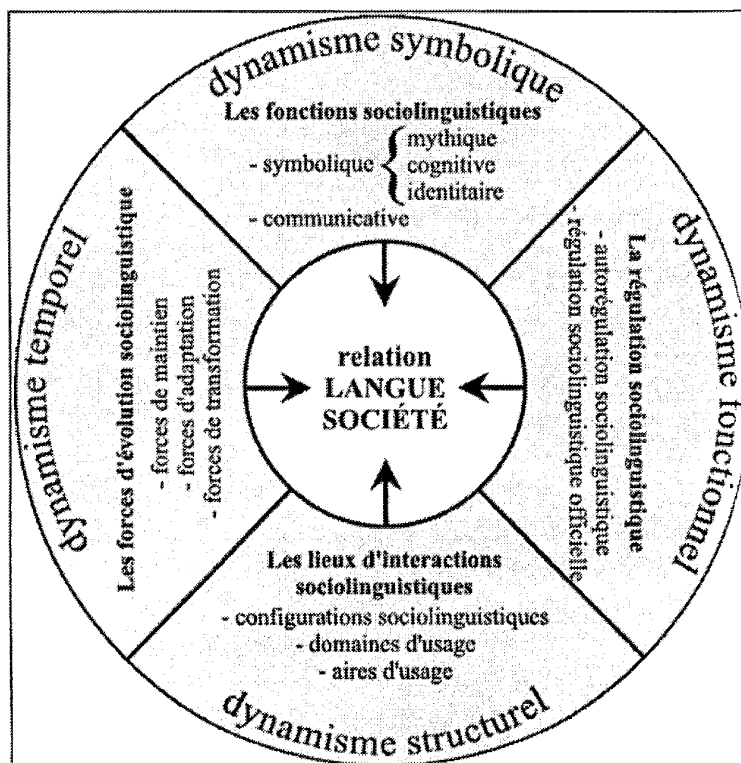 dynamisme symbolique
Les fonctions sociolinguistiques
- symbolique { mythique
cognitive
identitaire
- communicative
dynamisme fonctionnel
La régulation sociolinguistique
- autorégulation sociolinguistique
- régulation sociolinguistique officielle
relation
LANGUE
SOCIÉTÉ
dynamisme temporel
Les forces d'évolution sociolinguistique
- forces de maintien
- forces d'adaptation
- forces de transformation
Les lieux d'interactions
sociolinguistiques
- configurations sociolinguistiques
- domaines d'usage
- aires d'usage
dynamisme structurel